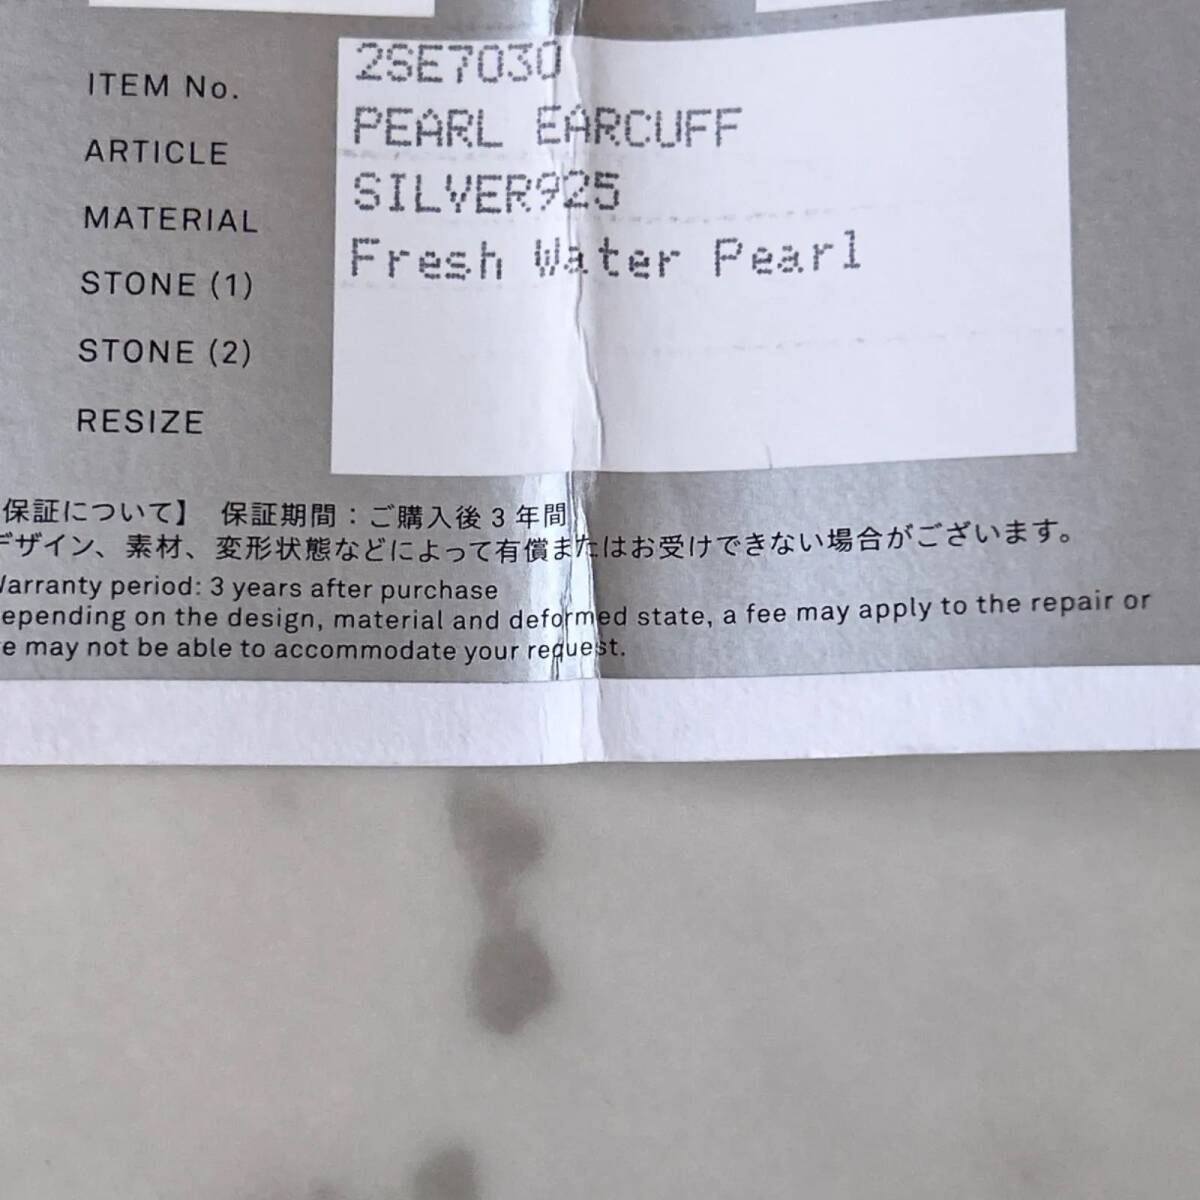 ITEM No. 2SE7030
ARTICLE PEARL EARCUFF
MATERIAL SILVER925
STONE (1) Fresh Water Pearl
STONE (2)
RESIZE
保証について】 保証期間：ご購入後3年間
デザイン、素材、変形状態などによって有償またはお受けできない場合がございます。
Warranty period: 3 years after purchase
epending on the design, material and deformed state, a fee may apply to the repair or
e may not be able to accommodate your request.